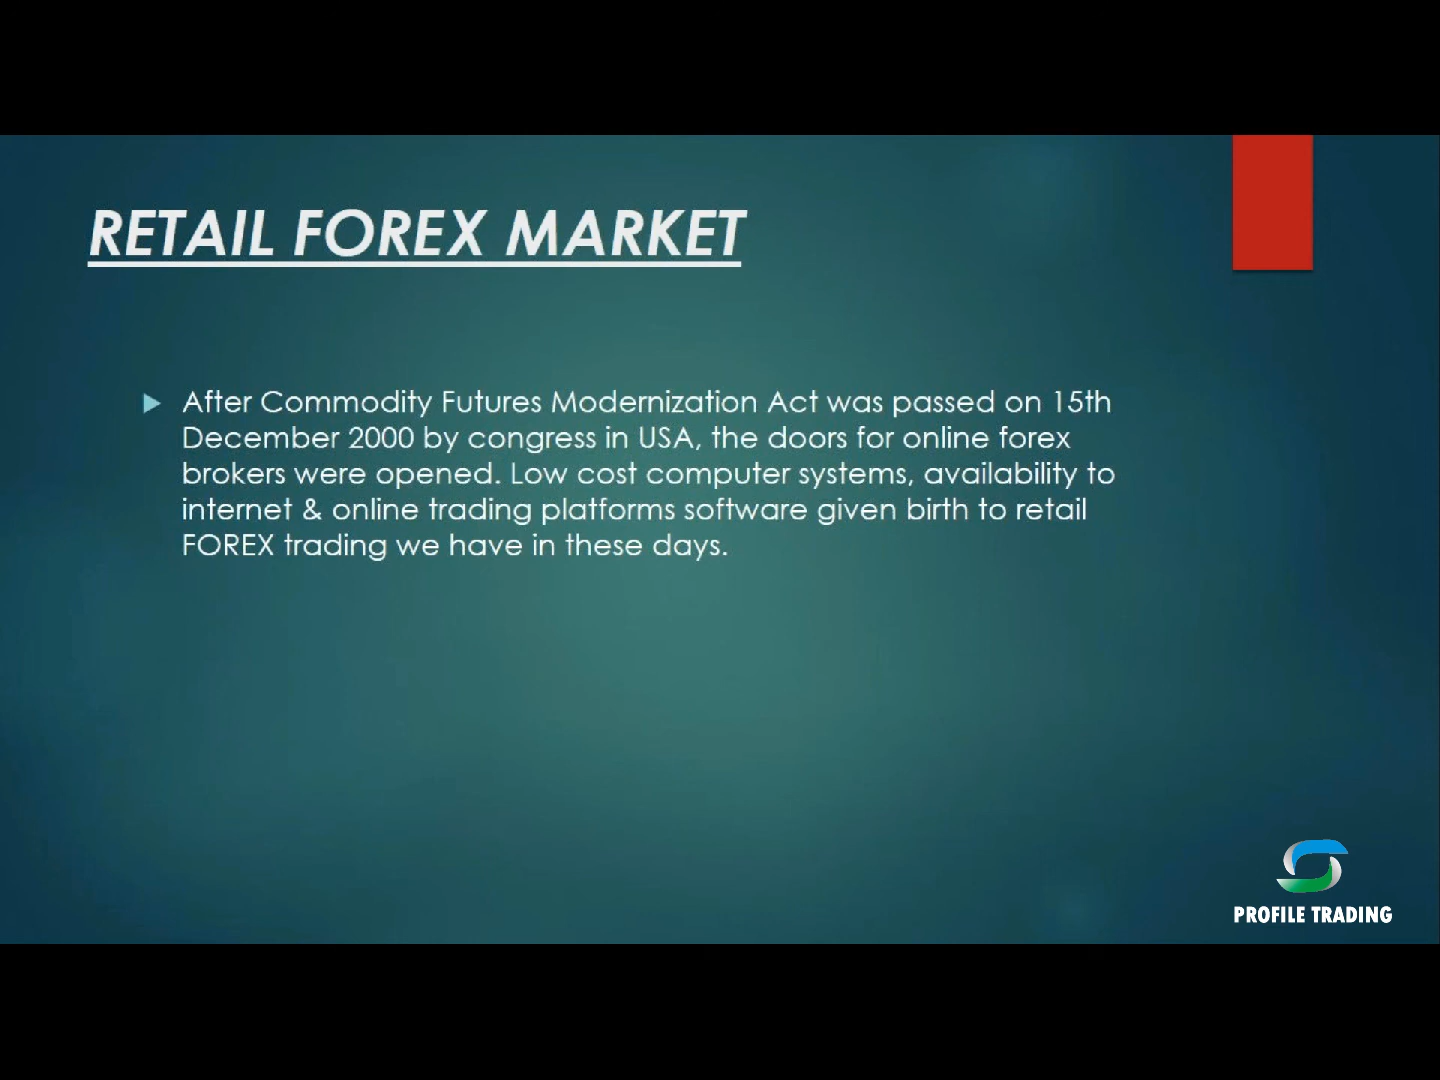 RETAIL FOREX MARKET
After Commodity Futures Modernization Act was passed on 15th
December 2000 by congress in USA, the doors for online forex
brokers were opened. Low cost computer systems, availability to
internet & online trading platforms software given birth to retail
FOREX trading we have in these days.
PROFILE TRADING